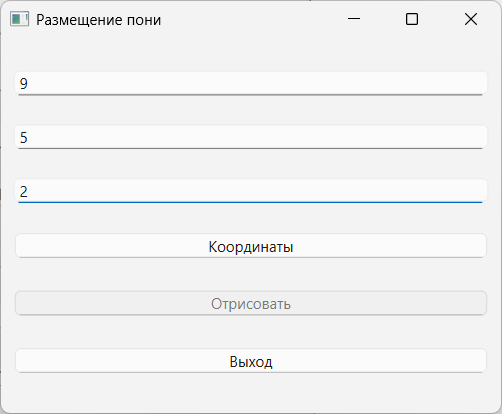 Размещение пони
9
5
2
Координаты
Отрисовать
Выход